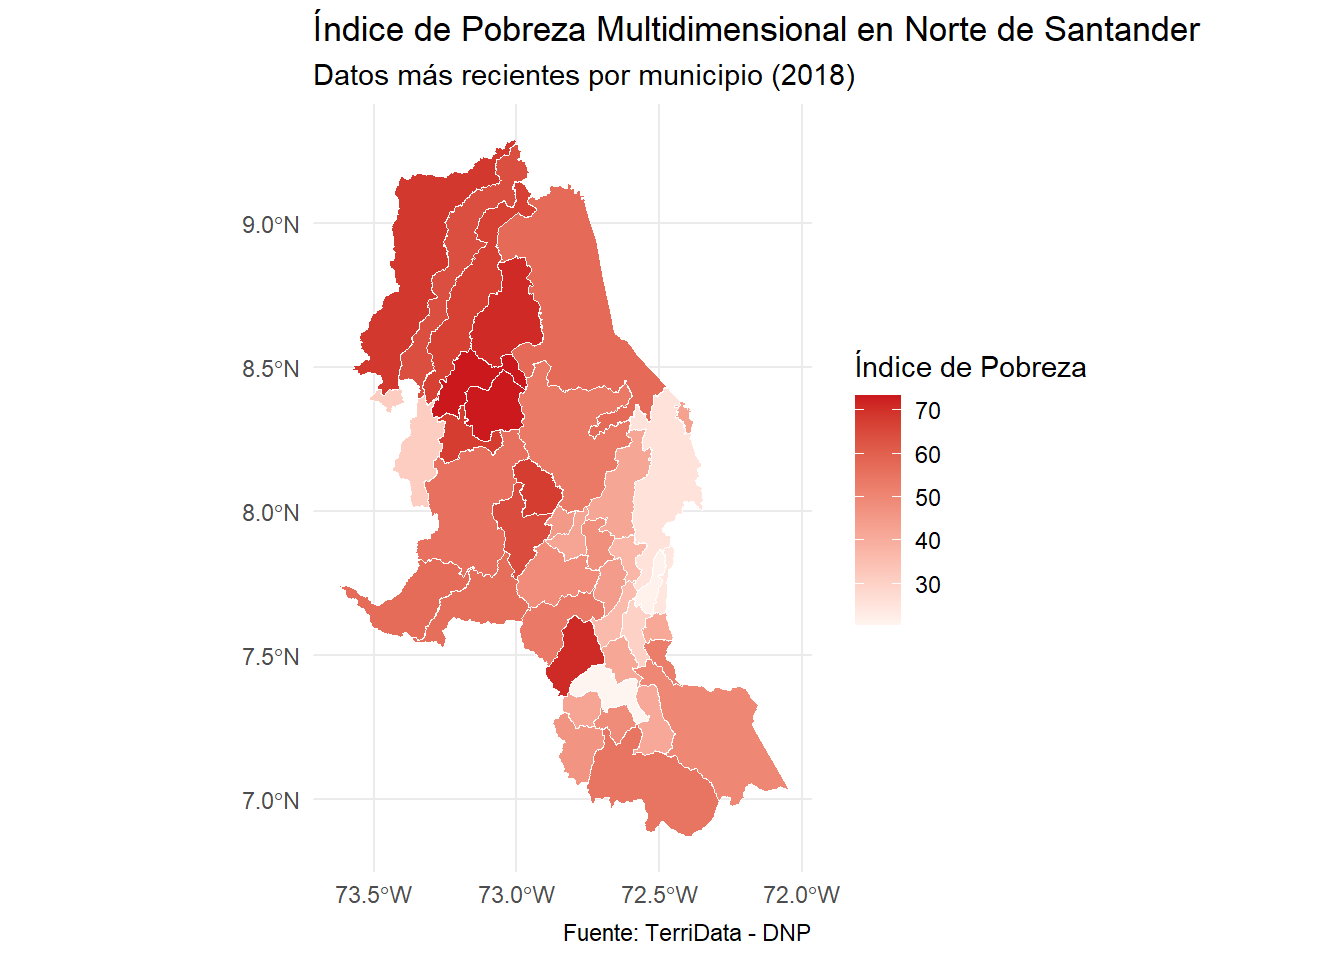 Índice de Pobreza Multidimensional en Norte de Santander
Datos más recientes por municipio (2018)
9.0°N
8.5°N
8.0°N
7.5°N
7.0°N
73.5°W
73.0°W
72.5°W
72.0°W
Índice de Pobreza
70
60
50
40
30
Fuente: TerriData - DNP